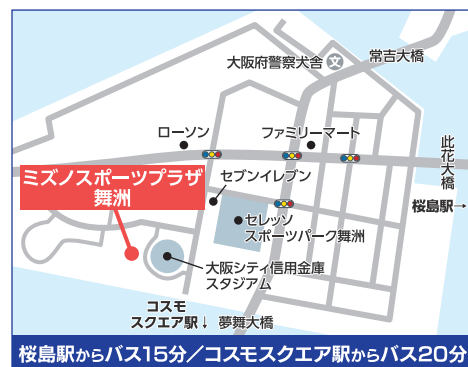 常吉大橋
大阪府警察犬舎
文
ローソン
ファミリーマート
此花大橋
ミズノスポーツプラザ
舞洲
セブンイレブン
桜島駅→
セレッソ
スポーツパーク舞洲
大阪シティ信用金庫
スタジアム
コスモ
スクエア駅↓
夢舞大橋
桜島駅からバス15分／コスモスクエア駅からバス20分